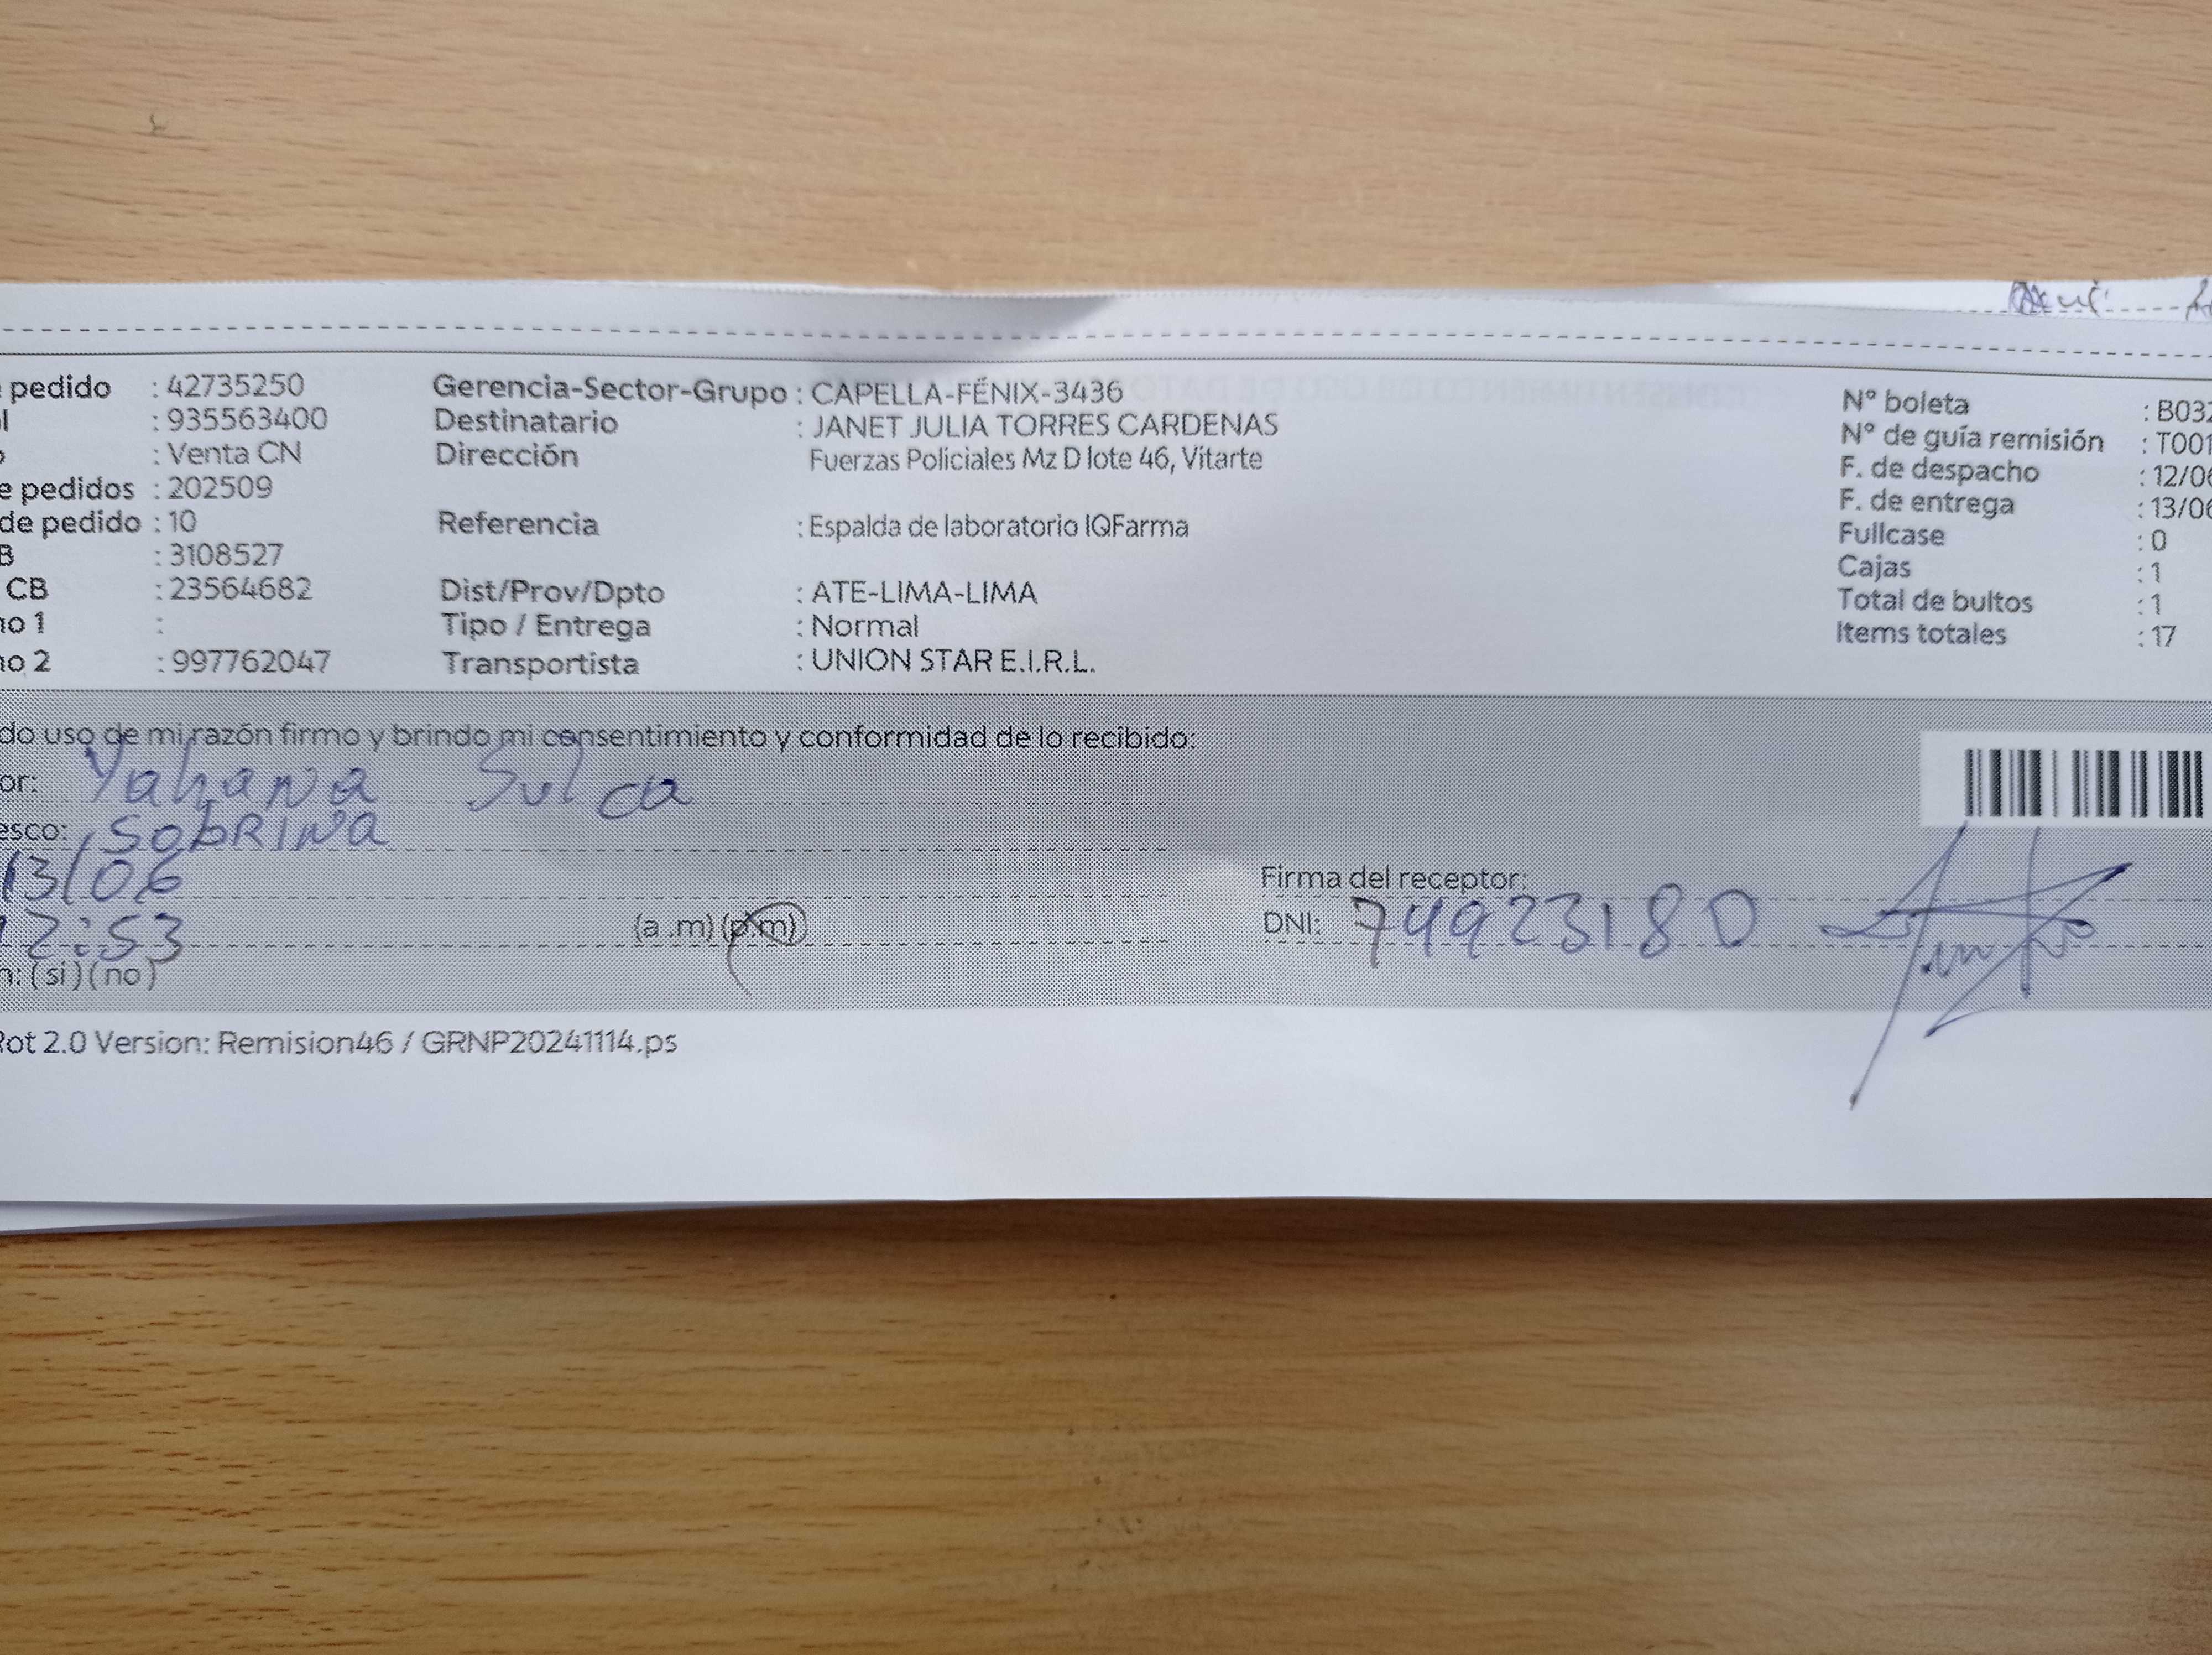 pedido : 42735250 Gerencia-Sector-Grupo : CAPELLA-FÉNIX-3436 N° boleta : B03
l : 935563400 Destinatario : JANET JULIA TORRES CARDENAS N° de guía remisión : T001
: Venta CN Dirección Fuerzas Policiales Mz D lote 46, Vitarte F. de despacho : 12/06
e pedidos : 202509 F. de entrega : 13/06
de pedido : 10 Referencia : Espalda de laboratorio IQFarma Fullcase : 0
B : 3108527 Cajas : 1
CB : 23564682 Dist/Prov/Dpto : ATE-LIMA-LIMA Total de bultos : 1
no 1 : Tipo / Entrega : Normal Items totales : 17
no 2 : 997762047 Transportista : UNION STAR E.I.R.L.
do uso de mi razón firmo y brindo mi consentimiento y conformidad de lo recibido:
or: Yahana Sulca
esco: SobRINa
13/06 Firma del receptor:
12:53 (a .m) (p.m) DNI: 74923180
n: (si) (no)
Rot 2.0 Version: Remision46 / GRNP20241114.ps